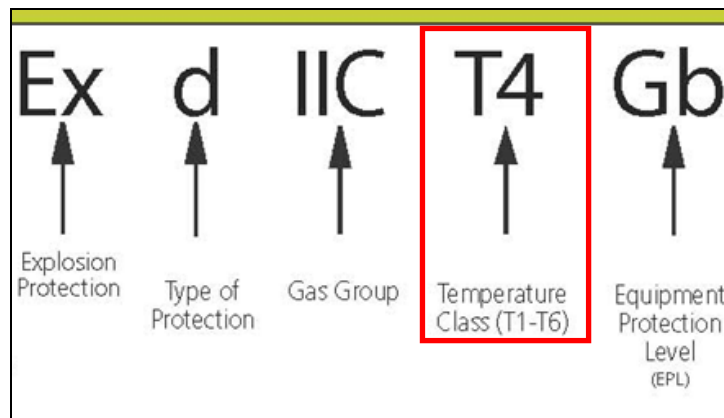 Ex d IIC T4 Gb
Explosion
Protection
Type of
Protection
Gas Group
Temperature
Class (T1-T6)
Equipment
Protection
Level
(EPL)